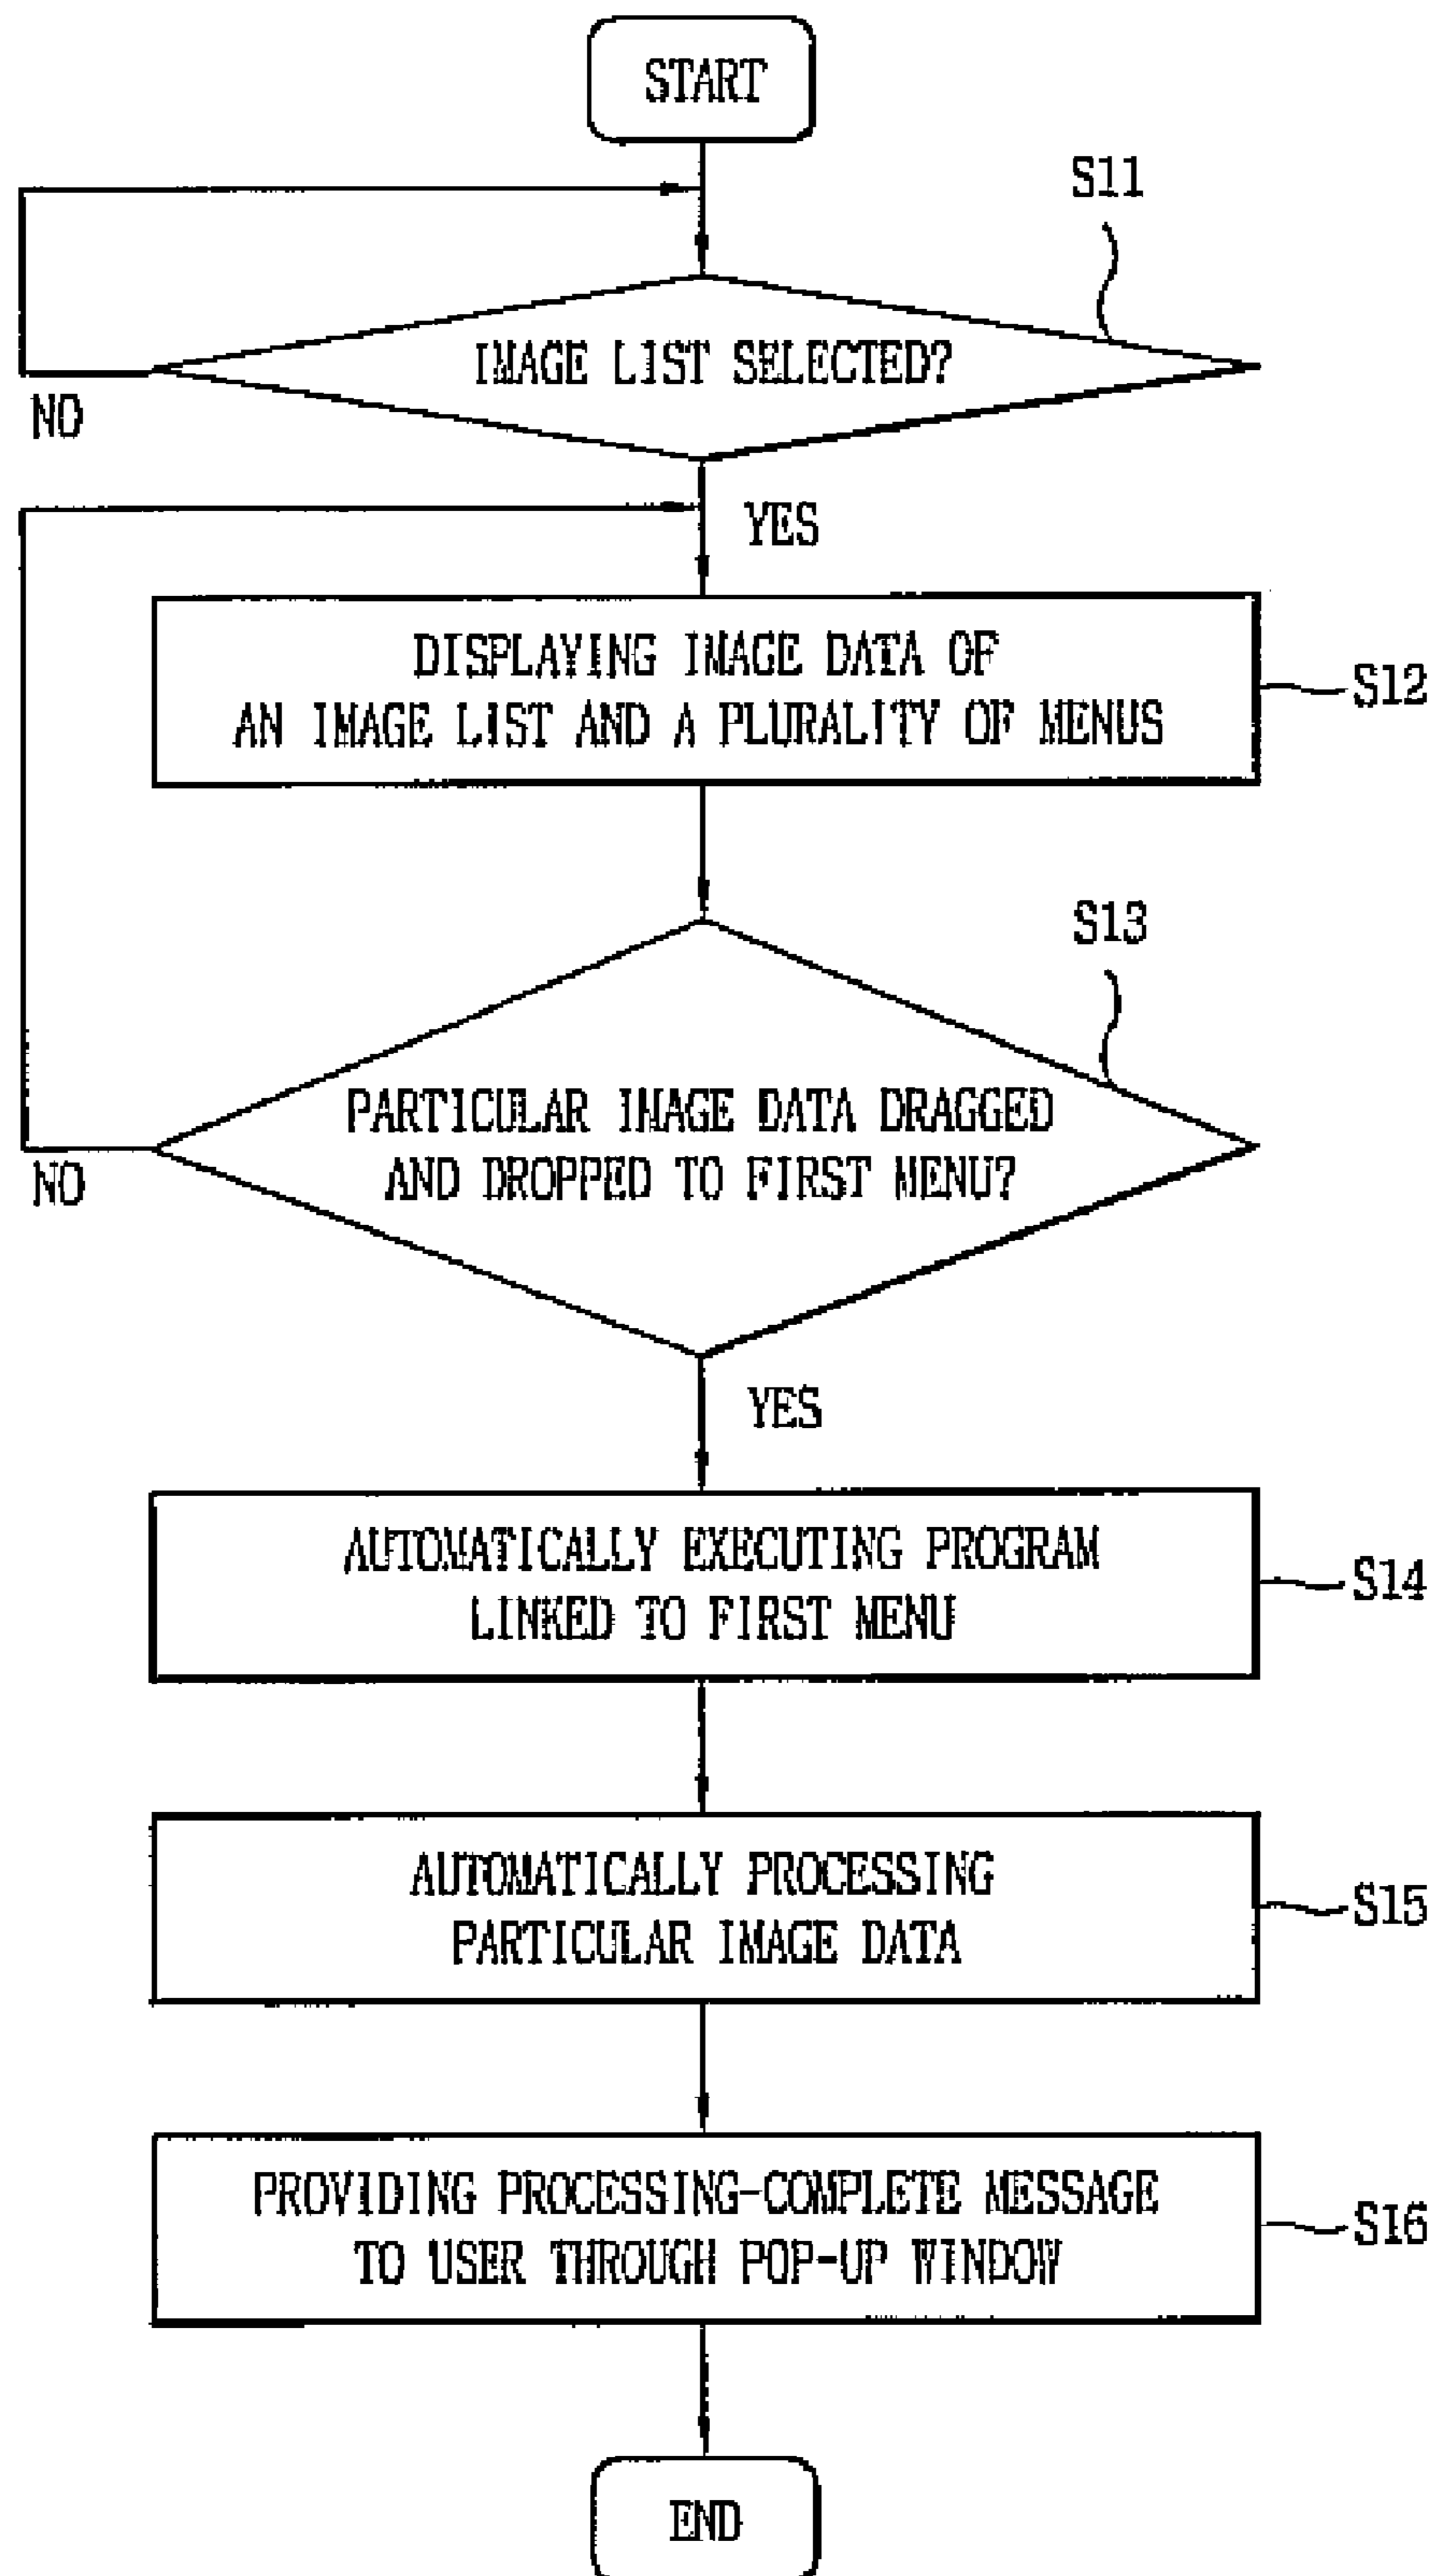 START
S11
IMAGE LIST SELECTED?
NO
YES
DISPLAYING IMAGE DATA OF
AN IMAGE LIST AND A PLURALITY OF MENUS
S12
S13
PARTICULAR IMAGE DATA DRAGGED
AND DROPPED TO FIRST MENU?
NO
YES
AUTOMATICALLY EXECUTING PROGRAM
LINKED TO FIRST MENU
S14
AUTOMATICALLY PROCESSING
PARTICULAR IMAGE DATA
S15
PROVIDING PROCESSING-COMPLETE MESSAGE
TO USER THROUGH POP-UP WINDOW
S16
END